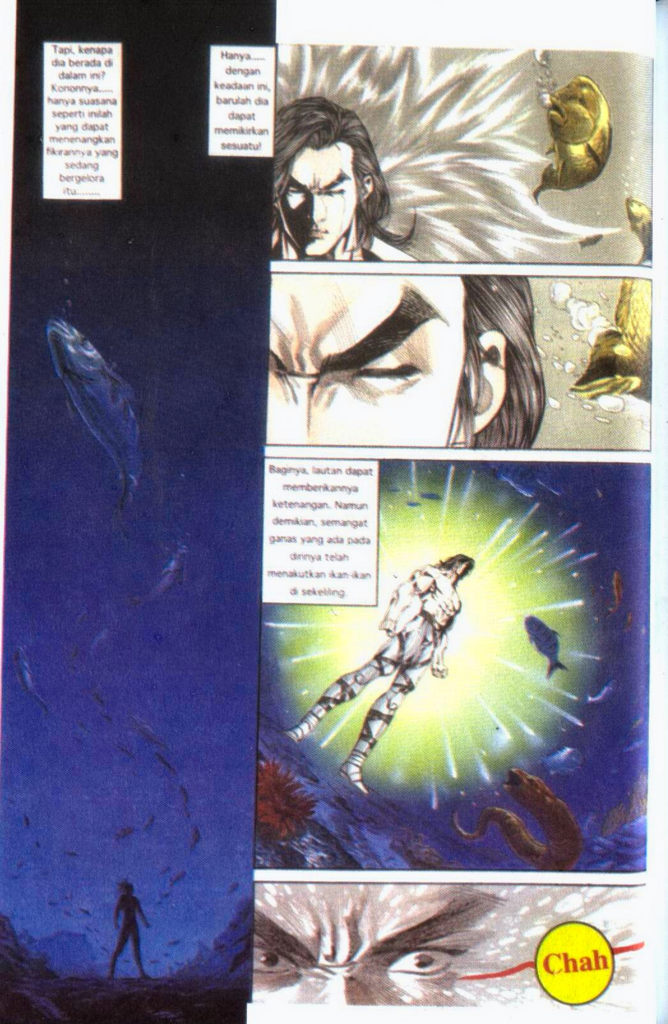 Tapi, kenapa
dia berada di
dalam ini?
Kononnya.....
hanya suasana
seperti inilah
yang dapat
menenangkan
fikirannya yang
sedang
bergelora
itu........
Hanya.....
dengan
keadaan ini,
barulah dia
dapat
memikirkan
sesuatu!
Baginya, lautan dapat
memberikannya
ketenangan. Namun
demikian, semangat
ganas yang ada pada
dirinya telah
menakutkan ikan-ikan
di sekeliling.
Chah